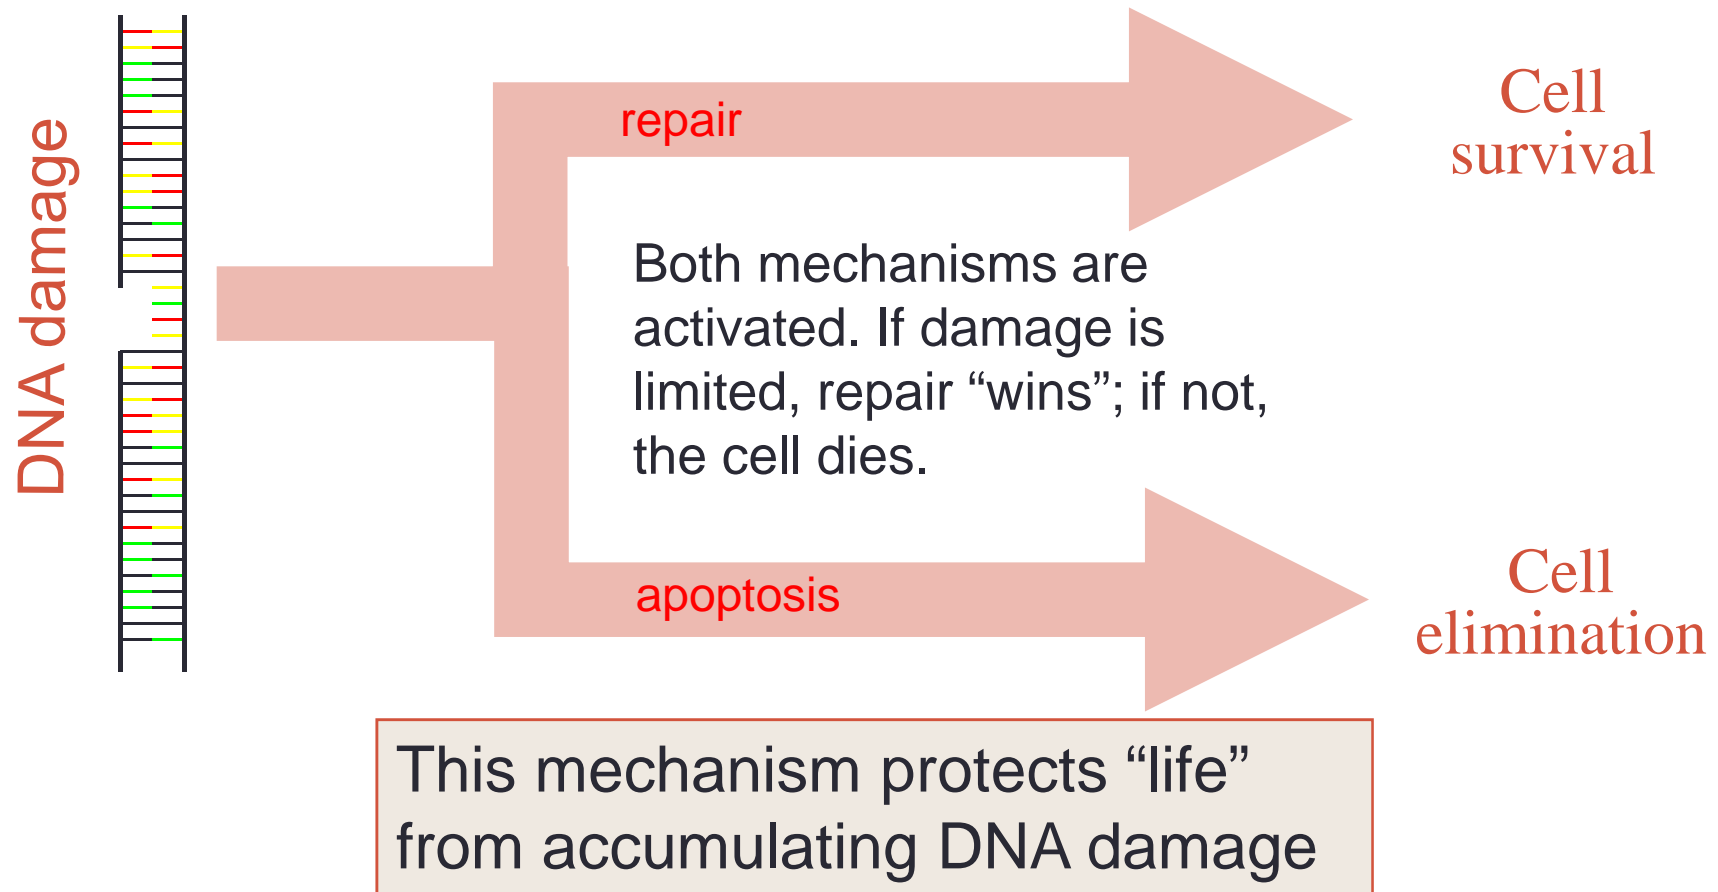 DNA damage
repair
Cell
survival
Both mechanisms are
activated. If damage is
limited, repair “wins”; if not,
the cell dies.
apoptosis
Cell
elimination
This mechanism protects “life”
from accumulating DNA damage